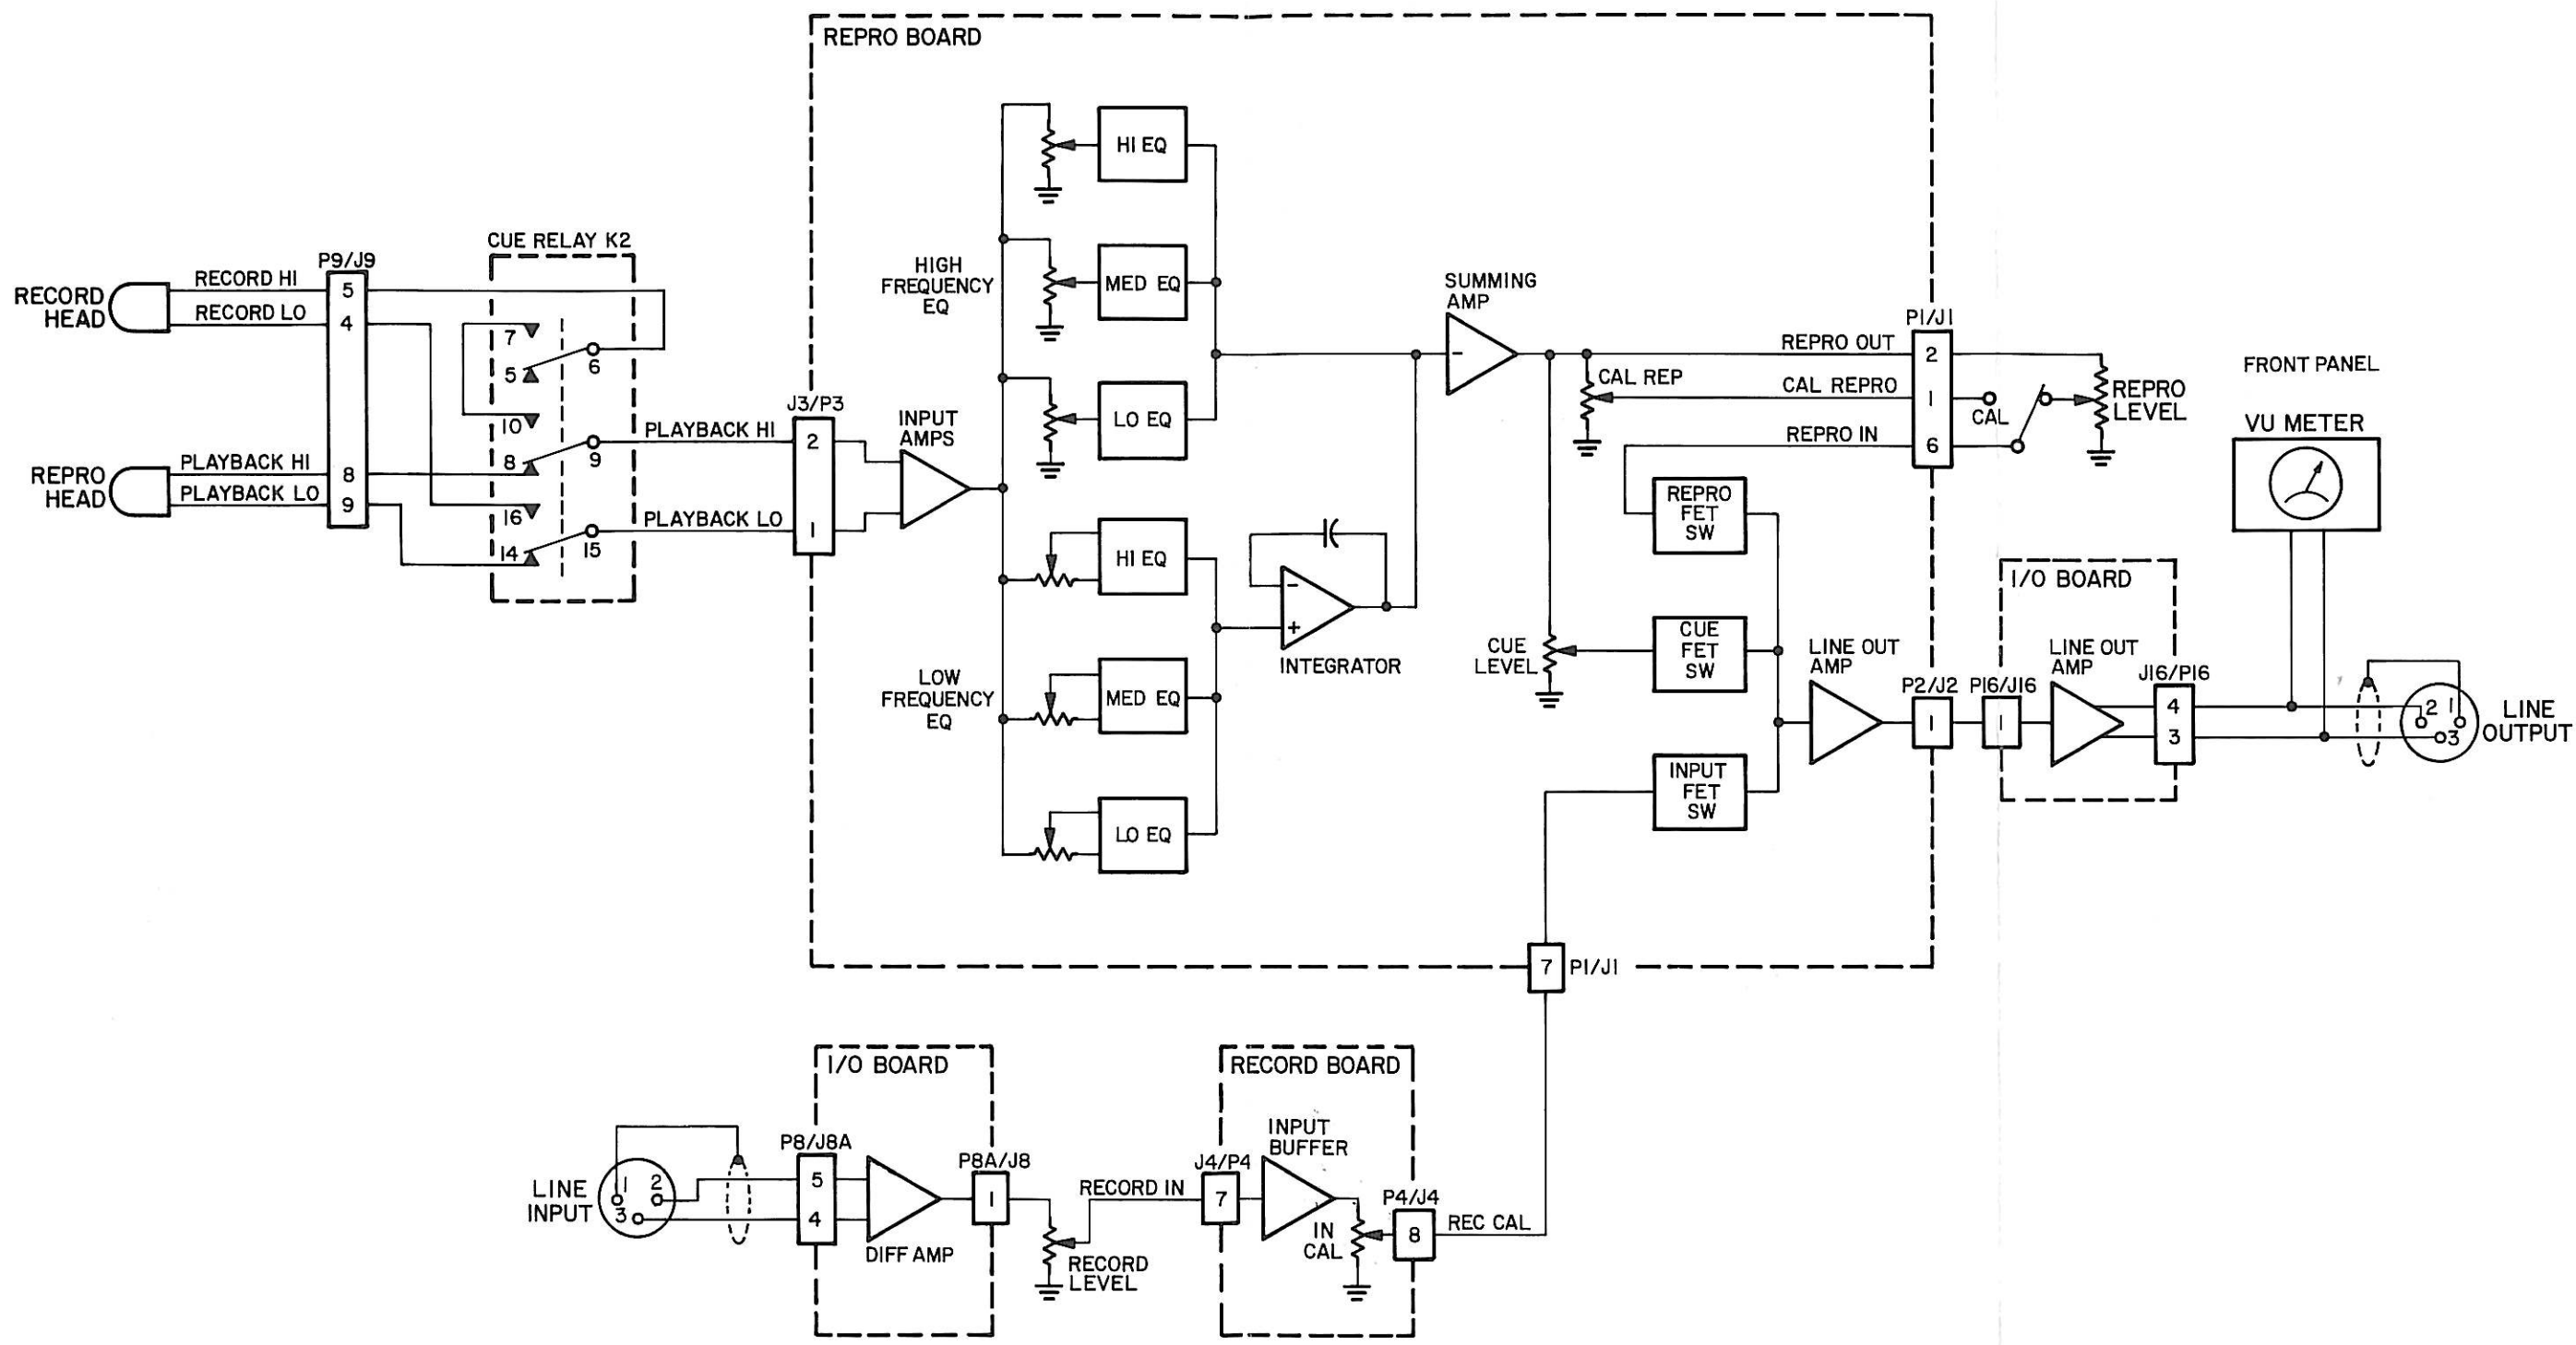 REPRO BOARD
CUE RELAY K2
P9/J9
RECORD HEAD
RECORD HI
RECORD LO
5
4
7
5
6
10
8
9
16
14
15
REPRO HEAD
PLAYBACK HI
PLAYBACK LO
8
9
PLAYBACK HI
PLAYBACK LO
J3/P3
2
1
INPUT
AMPS
HIGH
FREQUENCY
EQ
HI EQ
MED EQ
LO EQ
LOW
FREQUENCY
EQ
HI EQ
MED EQ
LO EQ
-
+
INTEGRATOR
SUMMING
AMP
-
CAL REP
REPRO OUT
CAL REPRO
REPRO IN
P1/J1
2
1
6
CAL
REPRO
LEVEL
REPRO
FET
SW
CUE
LEVEL
CUE
FET
SW
INPUT
FET
SW
LINE OUT
AMP
P2/J2
1
P16/J16
1
I/O BOARD
LINE OUT
AMP
J16/P16
4
3
FRONT PANEL
VU METER
2
1
3
LINE
OUTPUT
7
P1/J1
LINE
INPUT
1
2
3
P8/J8A
5
4
I/O BOARD
DIFF AMP
P8A/J8
1
RECORD
LEVEL
RECORD IN
J4/P4
7
RECORD BOARD
INPUT
BUFFER
IN
CAL
P4/J4
8
REC CAL